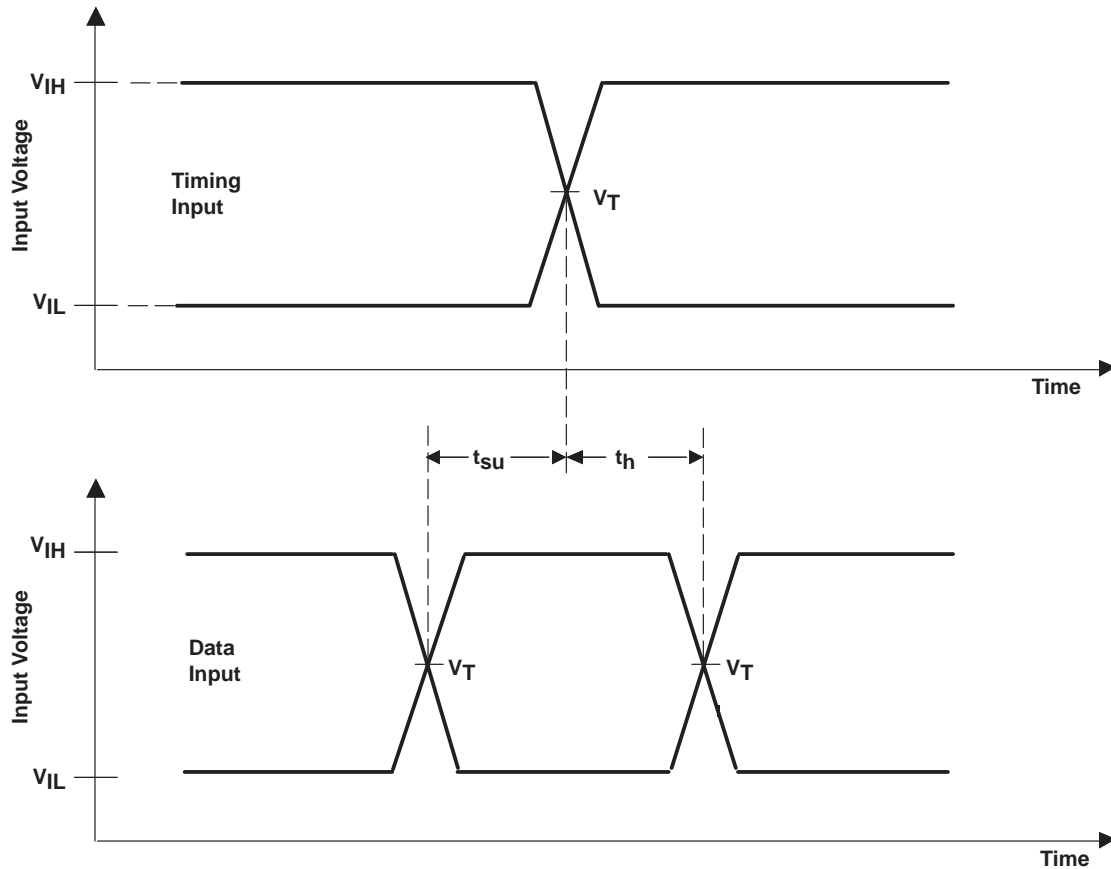 VIH
Input Voltage
Timing
Input
VT
VIL
Time
tsu
th
VIH
Input Voltage
Data
Input
VT
VT
VIL
Time